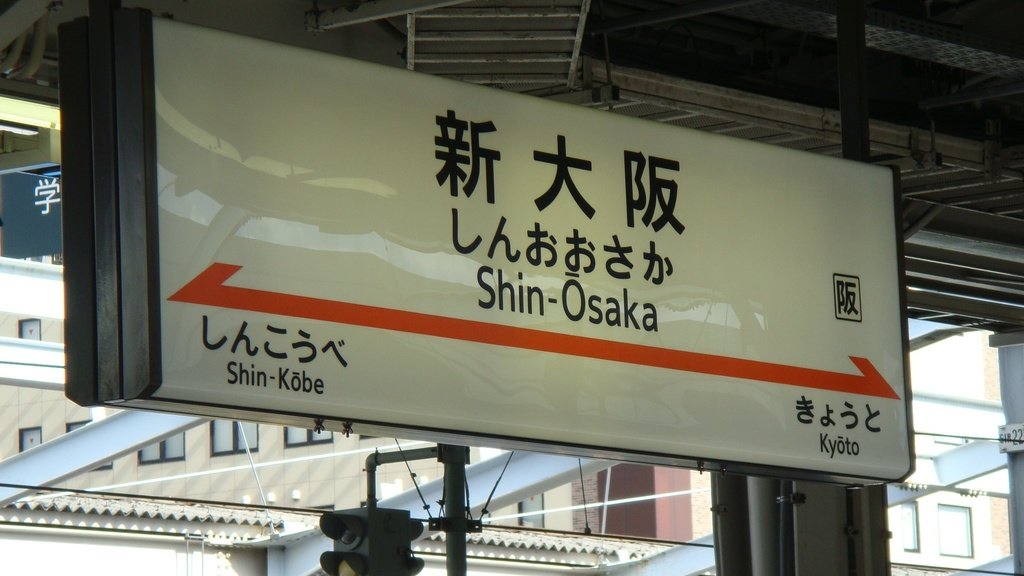 学
新大阪
しんおおさか
Shin-Ōsaka
阪
しんこうべ
Shin-Kōbe
きょうと
Kyōto